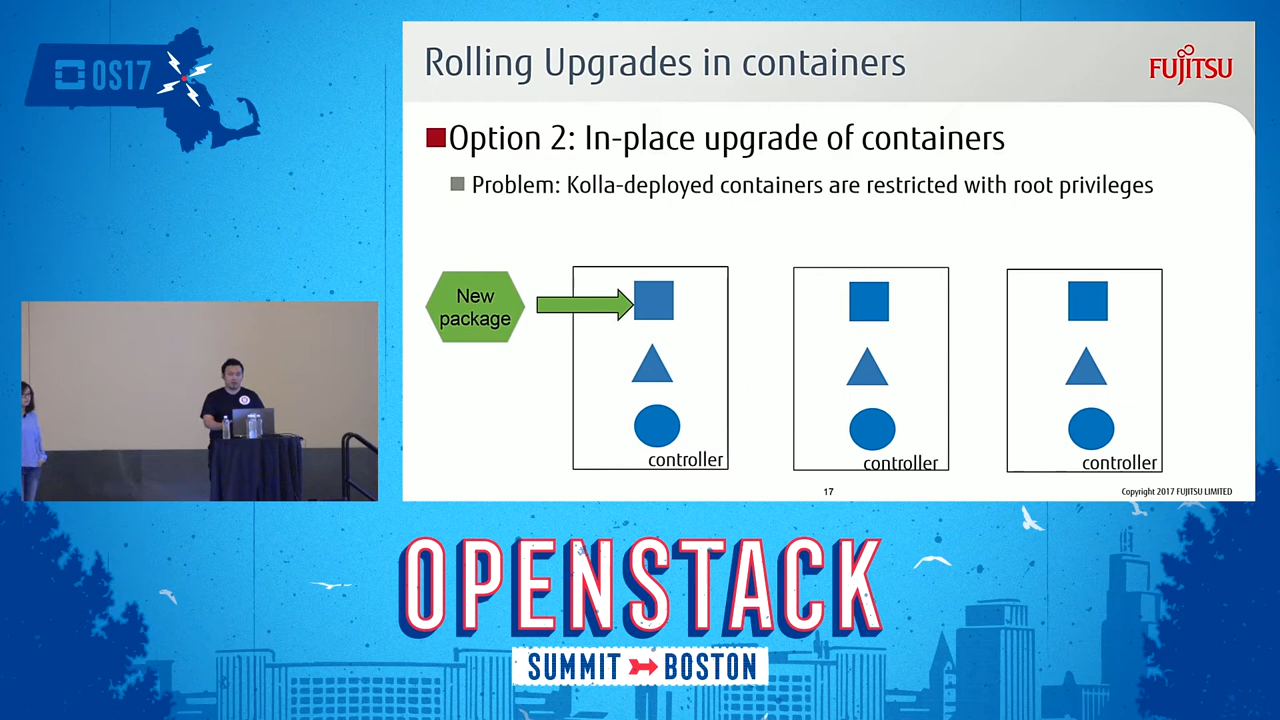 OS17
Rolling Upgrades in containers
FUJITSU
Option 2: In-place upgrade of containers
Problem: Kolla-deployed containers are restricted with root privileges
New
package
controller
controller
controller
17
Copyright 2017 FUJITSU LIMITED
OPENSTACK
SUMMIT BOSTON